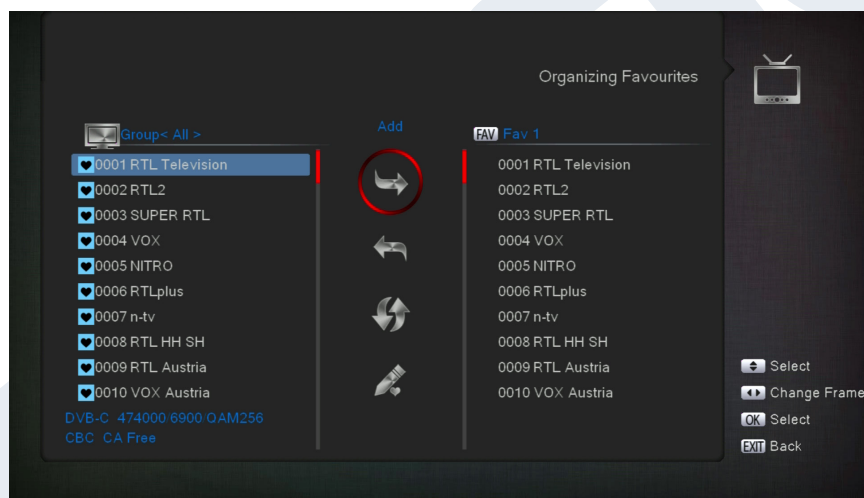 Organizing Favourites
Group< All >
Add
FAV Fav 1
0001 RTL Television
0002 RTL2
0003 SUPER RTL
0004 VOX
0005 NITRO
0006 RTLplus
0007 n-tv
0008 RTL HH SH
0009 RTL Austria
0010 VOX Austria
DVB-C 474000/6900/QAM256
CBC CA Free
0001 RTL Television
0002 RTL2
0003 SUPER RTL
0004 VOX
0005 NITRO
0006 RTLplus
0007 n-tv
0008 RTL HH SH
0009 RTL Austria
0010 VOX Austria
Select
Change Frame
OK Select
EXIT Back